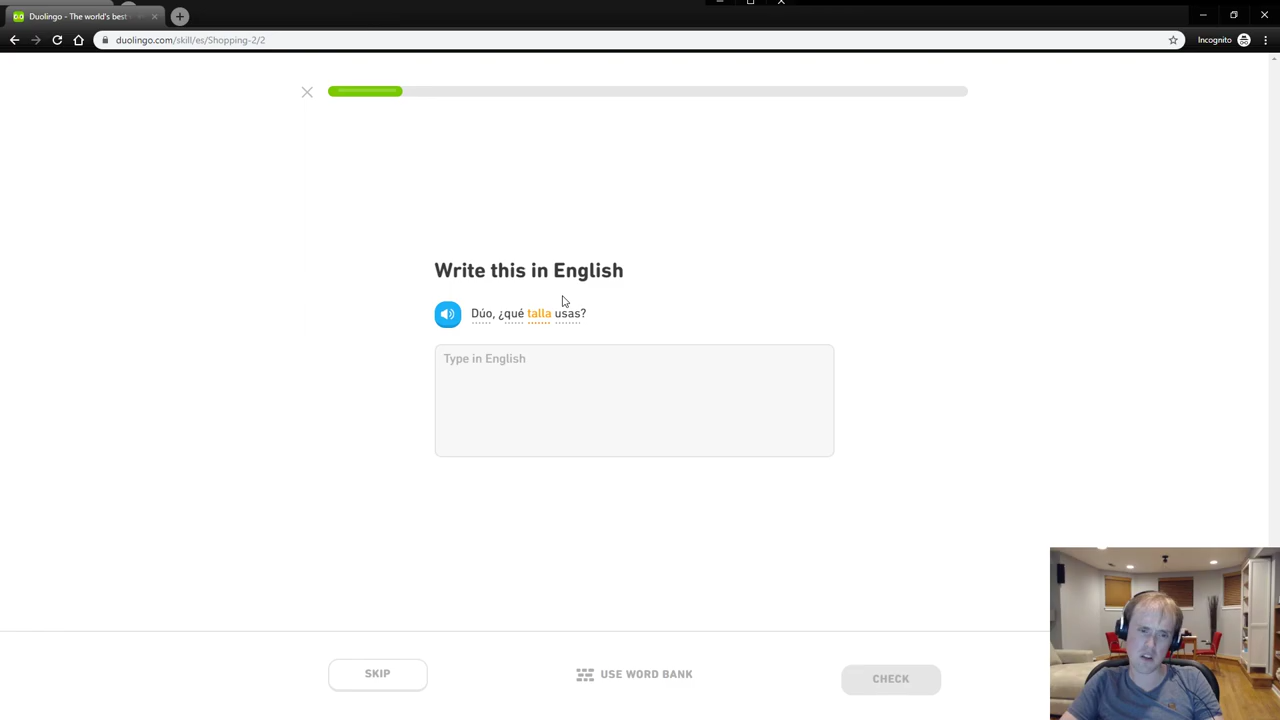 Duolingo - The world's best
duolingo.com/skill/es/Shopping-2/2
Incognito
Write this in English
Dúo, ¿qué talla usas?
Type in English
SKIP
USE WORD BANK
CHECK